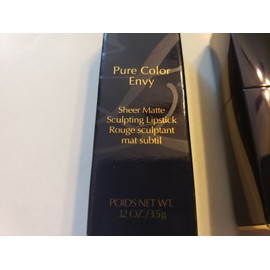 Pure Color
Envy
Sheer Matte
Sculpting Lipstick
Rouge sculptant
mat subtil
POIDS NET WT.
.12 OZ./3.5g